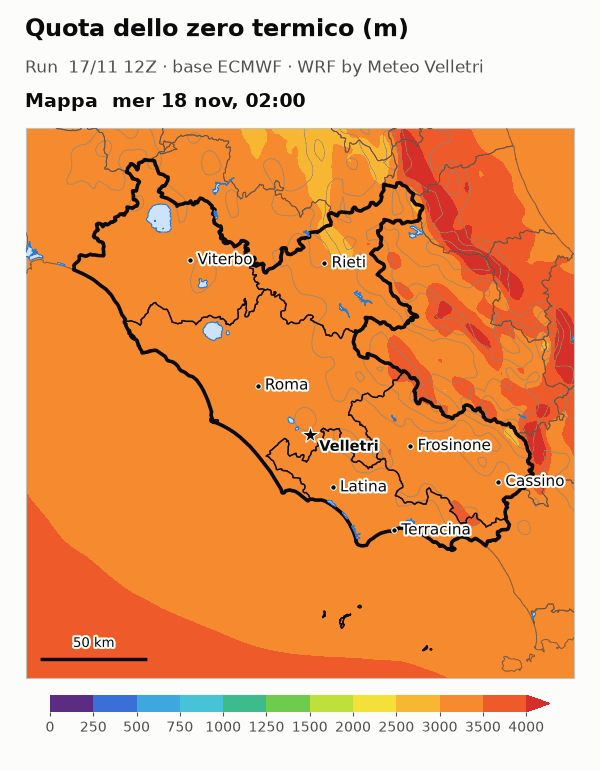 Quota dello zero termico (m)
Run  17/11 12Z · base ECMWF · WRF by Meteo Velletri
Mappa  mer 18 nov, 02:00
Viterbo
Rieti
Roma
Velletri
Frosinone
Cassino
Latina
Terracina
50 km
0 250 500 750 1000 1250 1500 2000 2500 3000 3500 4000